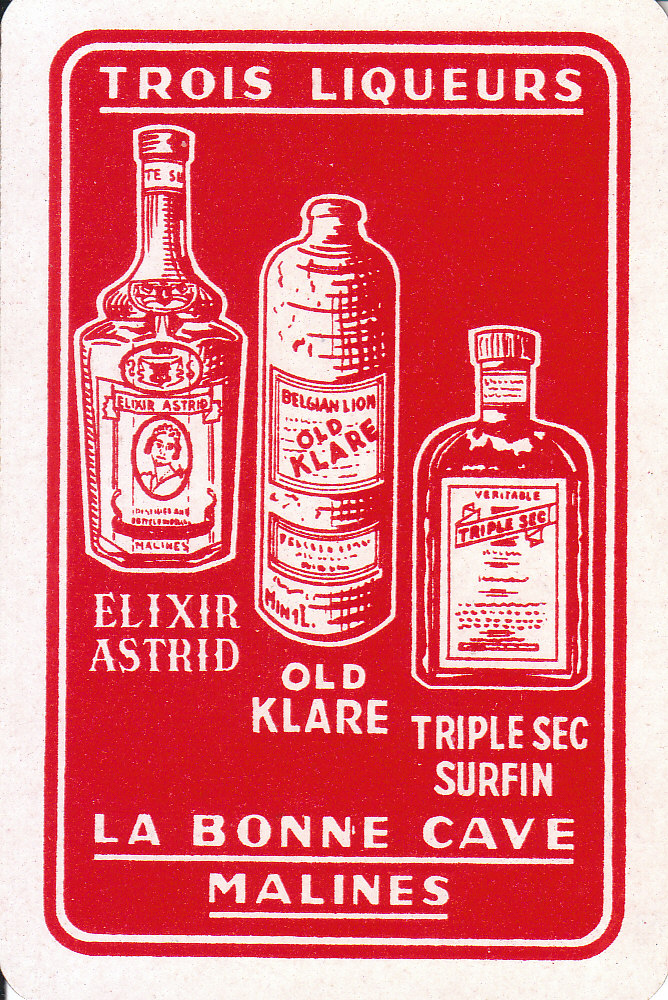 TROIS LIQUEURS
ELIXIR ASTRID
MALINES
BELGIAN LION
OLD
KLARE
MIN 1L.
VERITABLE
TRIPLE SEC
ELIXIR
ASTRID
OLD
KLARE
TRIPLE SEC
SURFIN
LA BONNE CAVE
MALINES